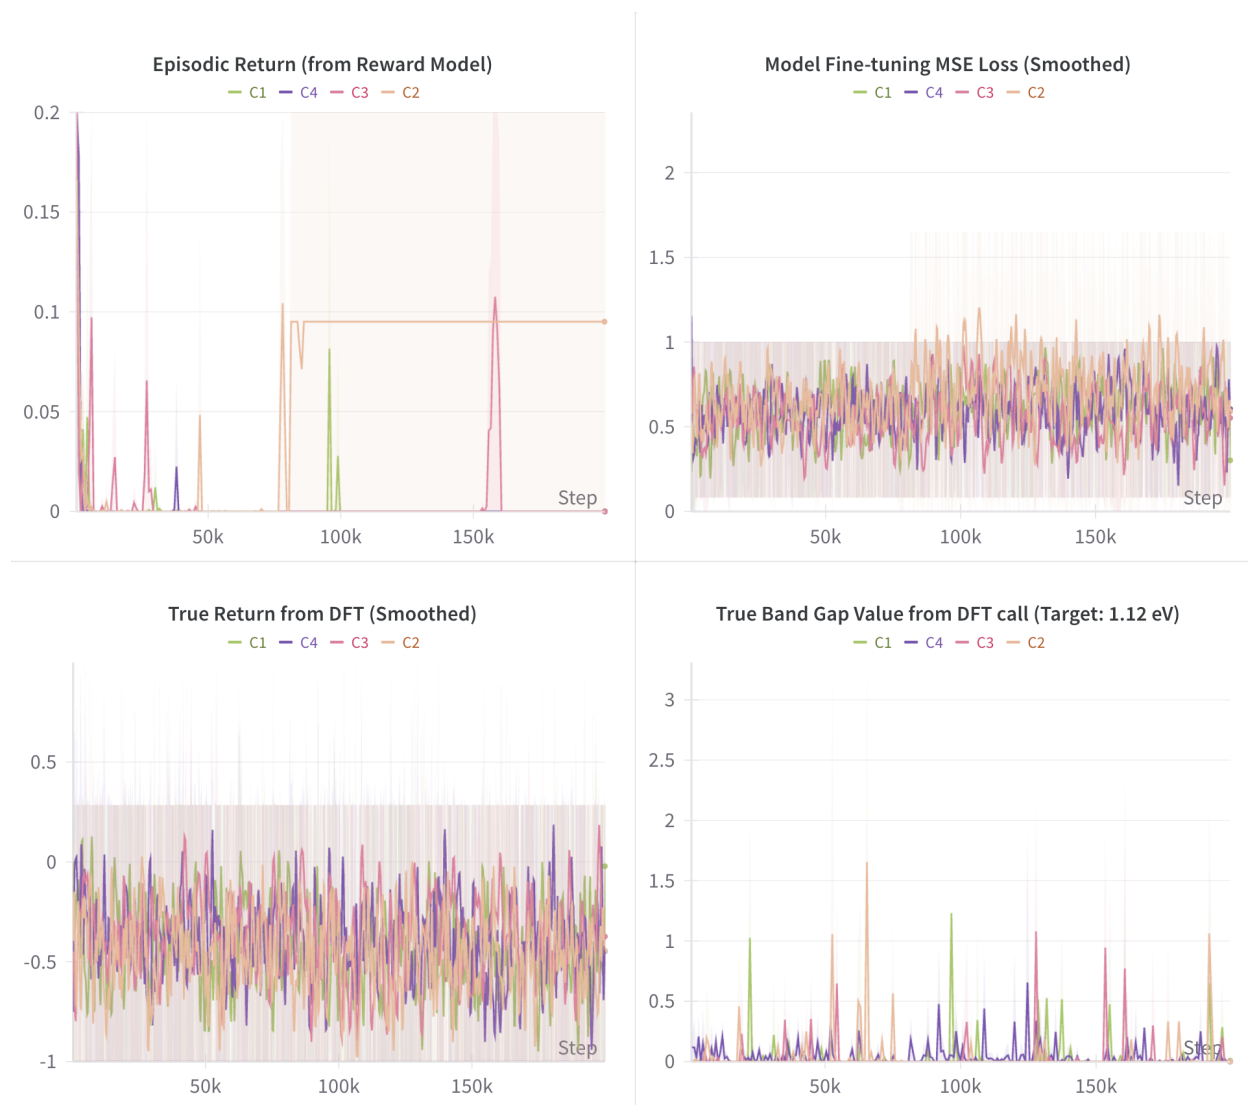 Episodic Return (from Reward Model)
C1 C4 C3 C2
0.2
0.15
0.1
0.05
0
Step
50k 100k 150k
Model Fine-tuning MSE Loss (Smoothed)
C1 C4 C3 C2
2
1.5
1
0.5
0
Step
50k 100k 150k
True Return from DFT (Smoothed)
C1 C4 C3 C2
0.5
0
-0.5
-1
Step
50k 100k 150k
True Band Gap Value from DFT call (Target: 1.12 eV)
C1 C4 C3 C2
3
2.5
2
1.5
1
0.5
0
Step
50k 100k 150k